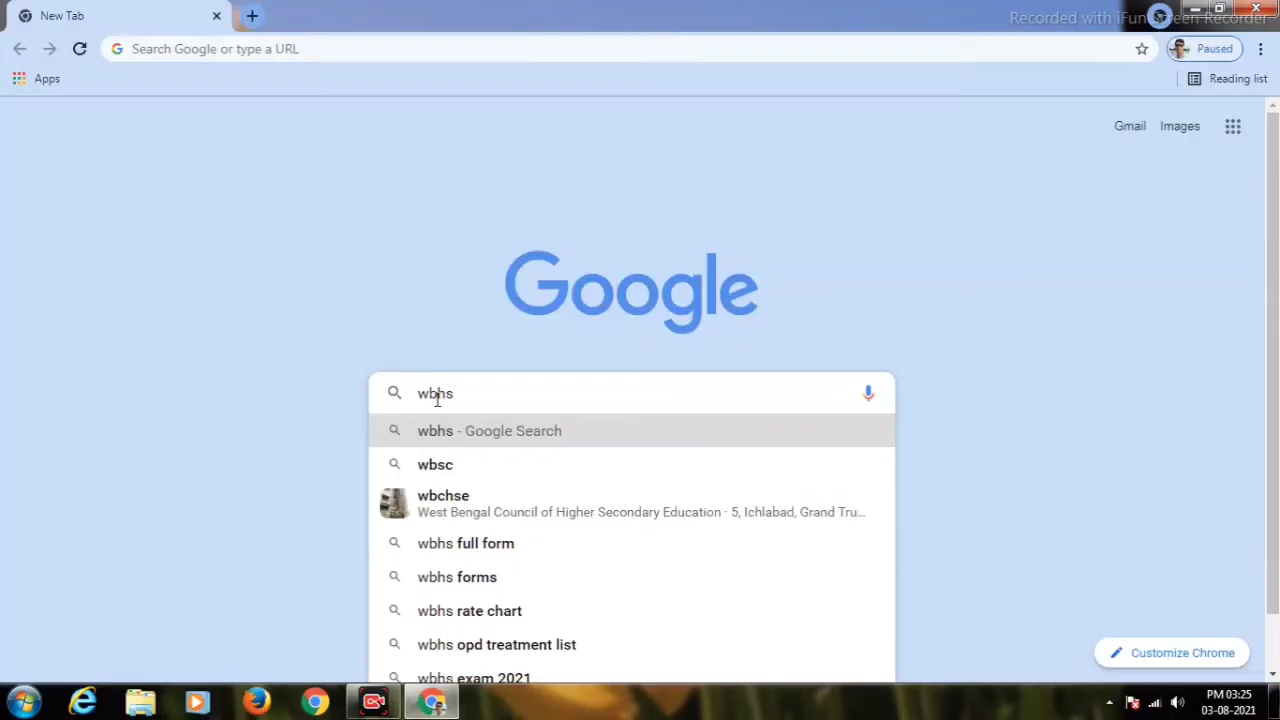 New Tab
Recorded with iFun Screen Recorder
Search Google or type a URL
Paused
Apps
Reading list
Gmail Images
Google
wbhs
wbhs - Google Search
wbsc
wbchse
West Bengal Council of Higher Secondary Education · 5, Ichlabad, Grand Tru...
wbhs full form
wbhs forms
wbhs rate chart
wbhs opd treatment list
wbhs exam 2021
Customize Chrome
PM 03:25
03-08-2021